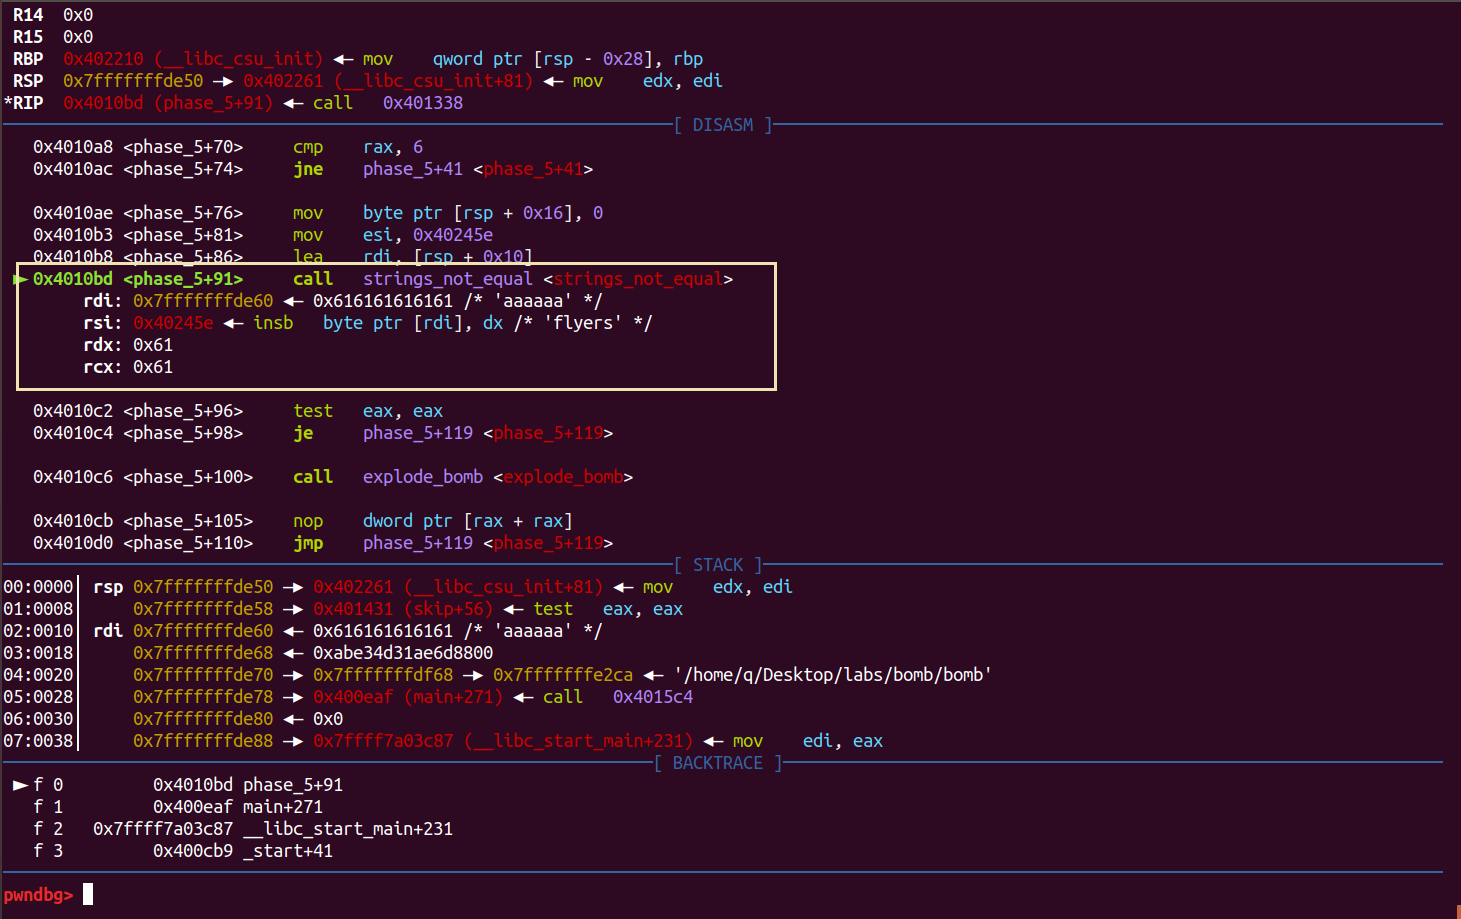 R14  0x0
R15  0x0
RBP  0x402210 (__libc_csu_init) ◂— mov    qword ptr [rsp - 0x28], rbp
RSP  0x7fffffffde50 —▸ 0x402261 (__libc_csu_init+81) ◂— mov    edx, edi
*RIP  0x4010bd (phase_5+91) ◂— call   0x401338
[ DISASM ]
0x4010a8 <phase_5+70>     cmp    rax, 6
0x4010ac <phase_5+74>     jne    phase_5+41 <phase_5+41>
0x4010ae <phase_5+76>     mov    byte ptr [rsp + 0x16], 0
0x4010b3 <phase_5+81>     mov    esi, 0x40245e
0x4010b8 <phase_5+86>     lea    rdi, [rsp + 0x10]
► 0x4010bd <phase_5+91>     call   strings_not_equal <strings_not_equal>
rdi: 0x7fffffffde60 ◂— 0x616161616161 /* 'aaaaaa' */
rsi: 0x40245e ◂— insb   byte ptr [rdi], dx /* 'flyers' */
rdx: 0x61
rcx: 0x61
0x4010c2 <phase_5+96>     test   eax, eax
0x4010c4 <phase_5+98>     je     phase_5+119 <phase_5+119>
0x4010c6 <phase_5+100>    call   explode_bomb <explode_bomb>
0x4010cb <phase_5+105>    nop    dword ptr [rax + rax]
0x4010d0 <phase_5+110>    jmp    phase_5+119 <phase_5+119>
[ STACK ]
00:0000│ rsp 0x7fffffffde50 —▸ 0x402261 (__libc_csu_init+81) ◂— mov    edx, edi
01:0008│     0x7fffffffde58 —▸ 0x401431 (skip+56) ◂— test   eax, eax
02:0010│ rdi 0x7fffffffde60 ◂— 0x616161616161 /* 'aaaaaa' */
03:0018│     0x7fffffffde68 ◂— 0xabe34d31ae6d8800
04:0020│     0x7fffffffde70 —▸ 0x7fffffffdf68 —▸ 0x7fffffffe2ca ◂— '/home/q/Desktop/labs/bomb/bomb'
05:0028│     0x7fffffffde78 —▸ 0x400eaf (main+271) ◂— call   0x4015c4
06:0030│     0x7fffffffde80 ◂— 0x0
07:0038│     0x7fffffffde88 —▸ 0x7ffff7a03c87 (__libc_start_main+231) ◂— mov    edi, eax
[ BACKTRACE ]
► f 0         0x4010bd phase_5+91
f 1         0x400eaf main+271
f 2   0x7ffff7a03c87 __libc_start_main+231
f 3         0x400cb9 _start+41
pwndbg>